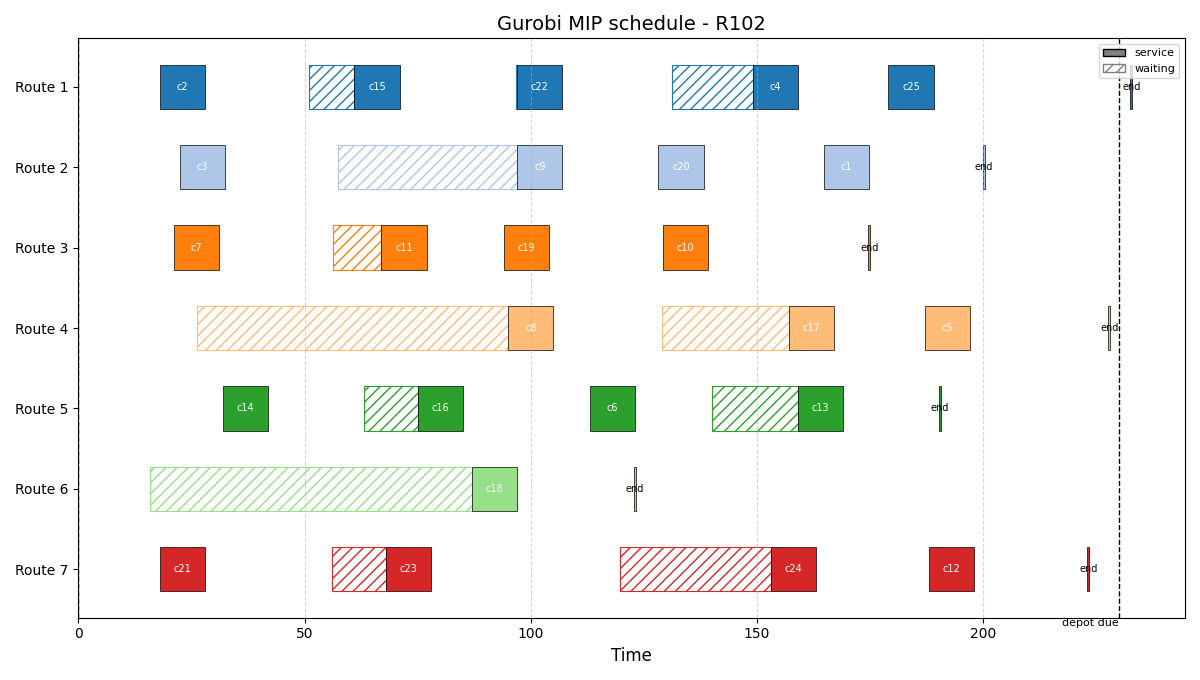 Gurobi MIP schedule - R102
service
waiting
Route 1
c2
c15
c22
c4
c25
end
Route 2
c3
c9
c20
c1
end
Route 3
c7
c11
c19
c10
end
Route 4
c8
c17
c5
end
Route 5
c14
c16
c6
c13
end
Route 6
c18
end
Route 7
c21
c23
c24
c12
end
depot due
0
50
100
150
200
Time